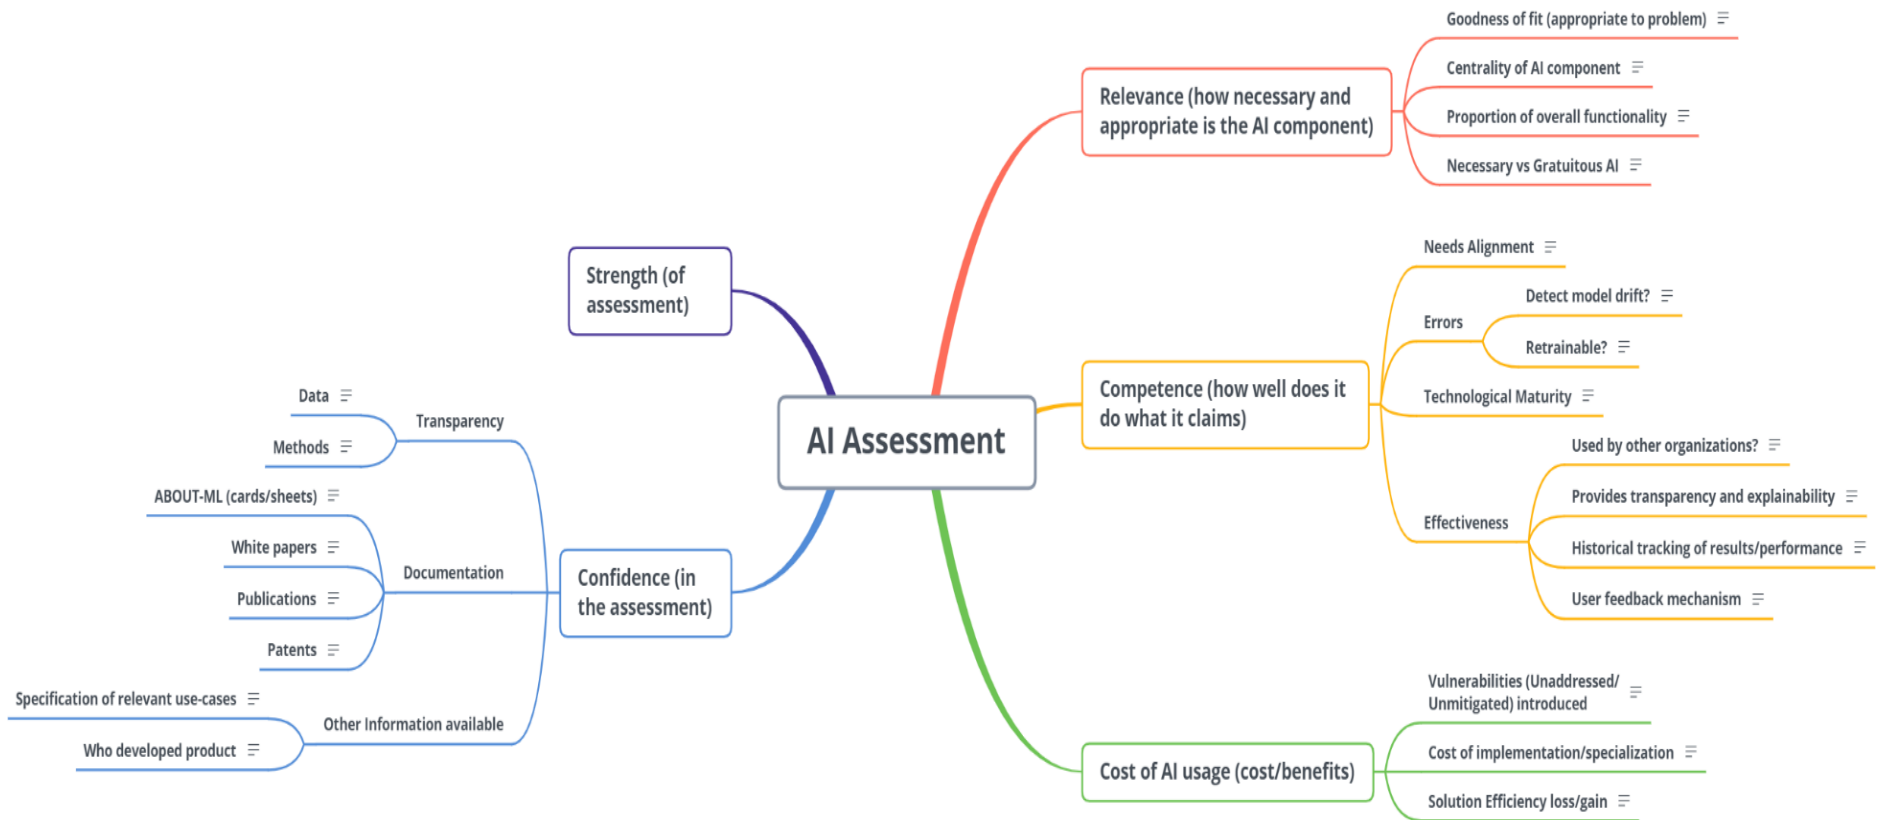 AI Assessment
Relevance (how necessary and
appropriate is the AI component)
Goodness of fit (appropriate to problem)
Centrality of AI component
Proportion of overall functionality
Necessary vs Gratuitous AI
Competence (how well does it
do what it claims)
Needs Alignment
Errors
Detect model drift?
Retrainable?
Technological Maturity
Effectiveness
Used by other organizations?
Provides transparency and explainability
Historical tracking of results/performance
User feedback mechanism
Cost of AI usage (cost/benefits)
Vulnerabilities (Unaddressed/
Unmitigated) introduced
Cost of implementation/specialization
Solution Efficiency loss/gain
Strength (of
assessment)
Confidence (in
the assessment)
Transparency
Data
Methods
Documentation
ABOUT-ML (cards/sheets)
White papers
Publications
Patents
Other Information available
Specification of relevant use-cases
Who developed product